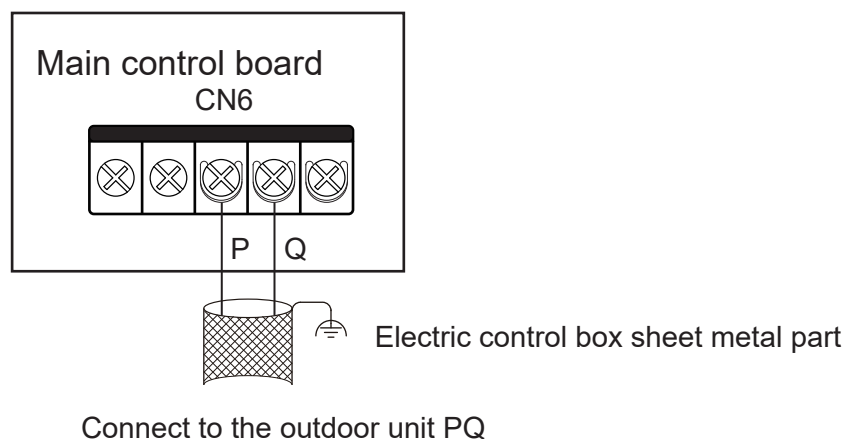 Main control board
CN6
P Q
Electric control box sheet metal part
Connect to the outdoor unit PQ